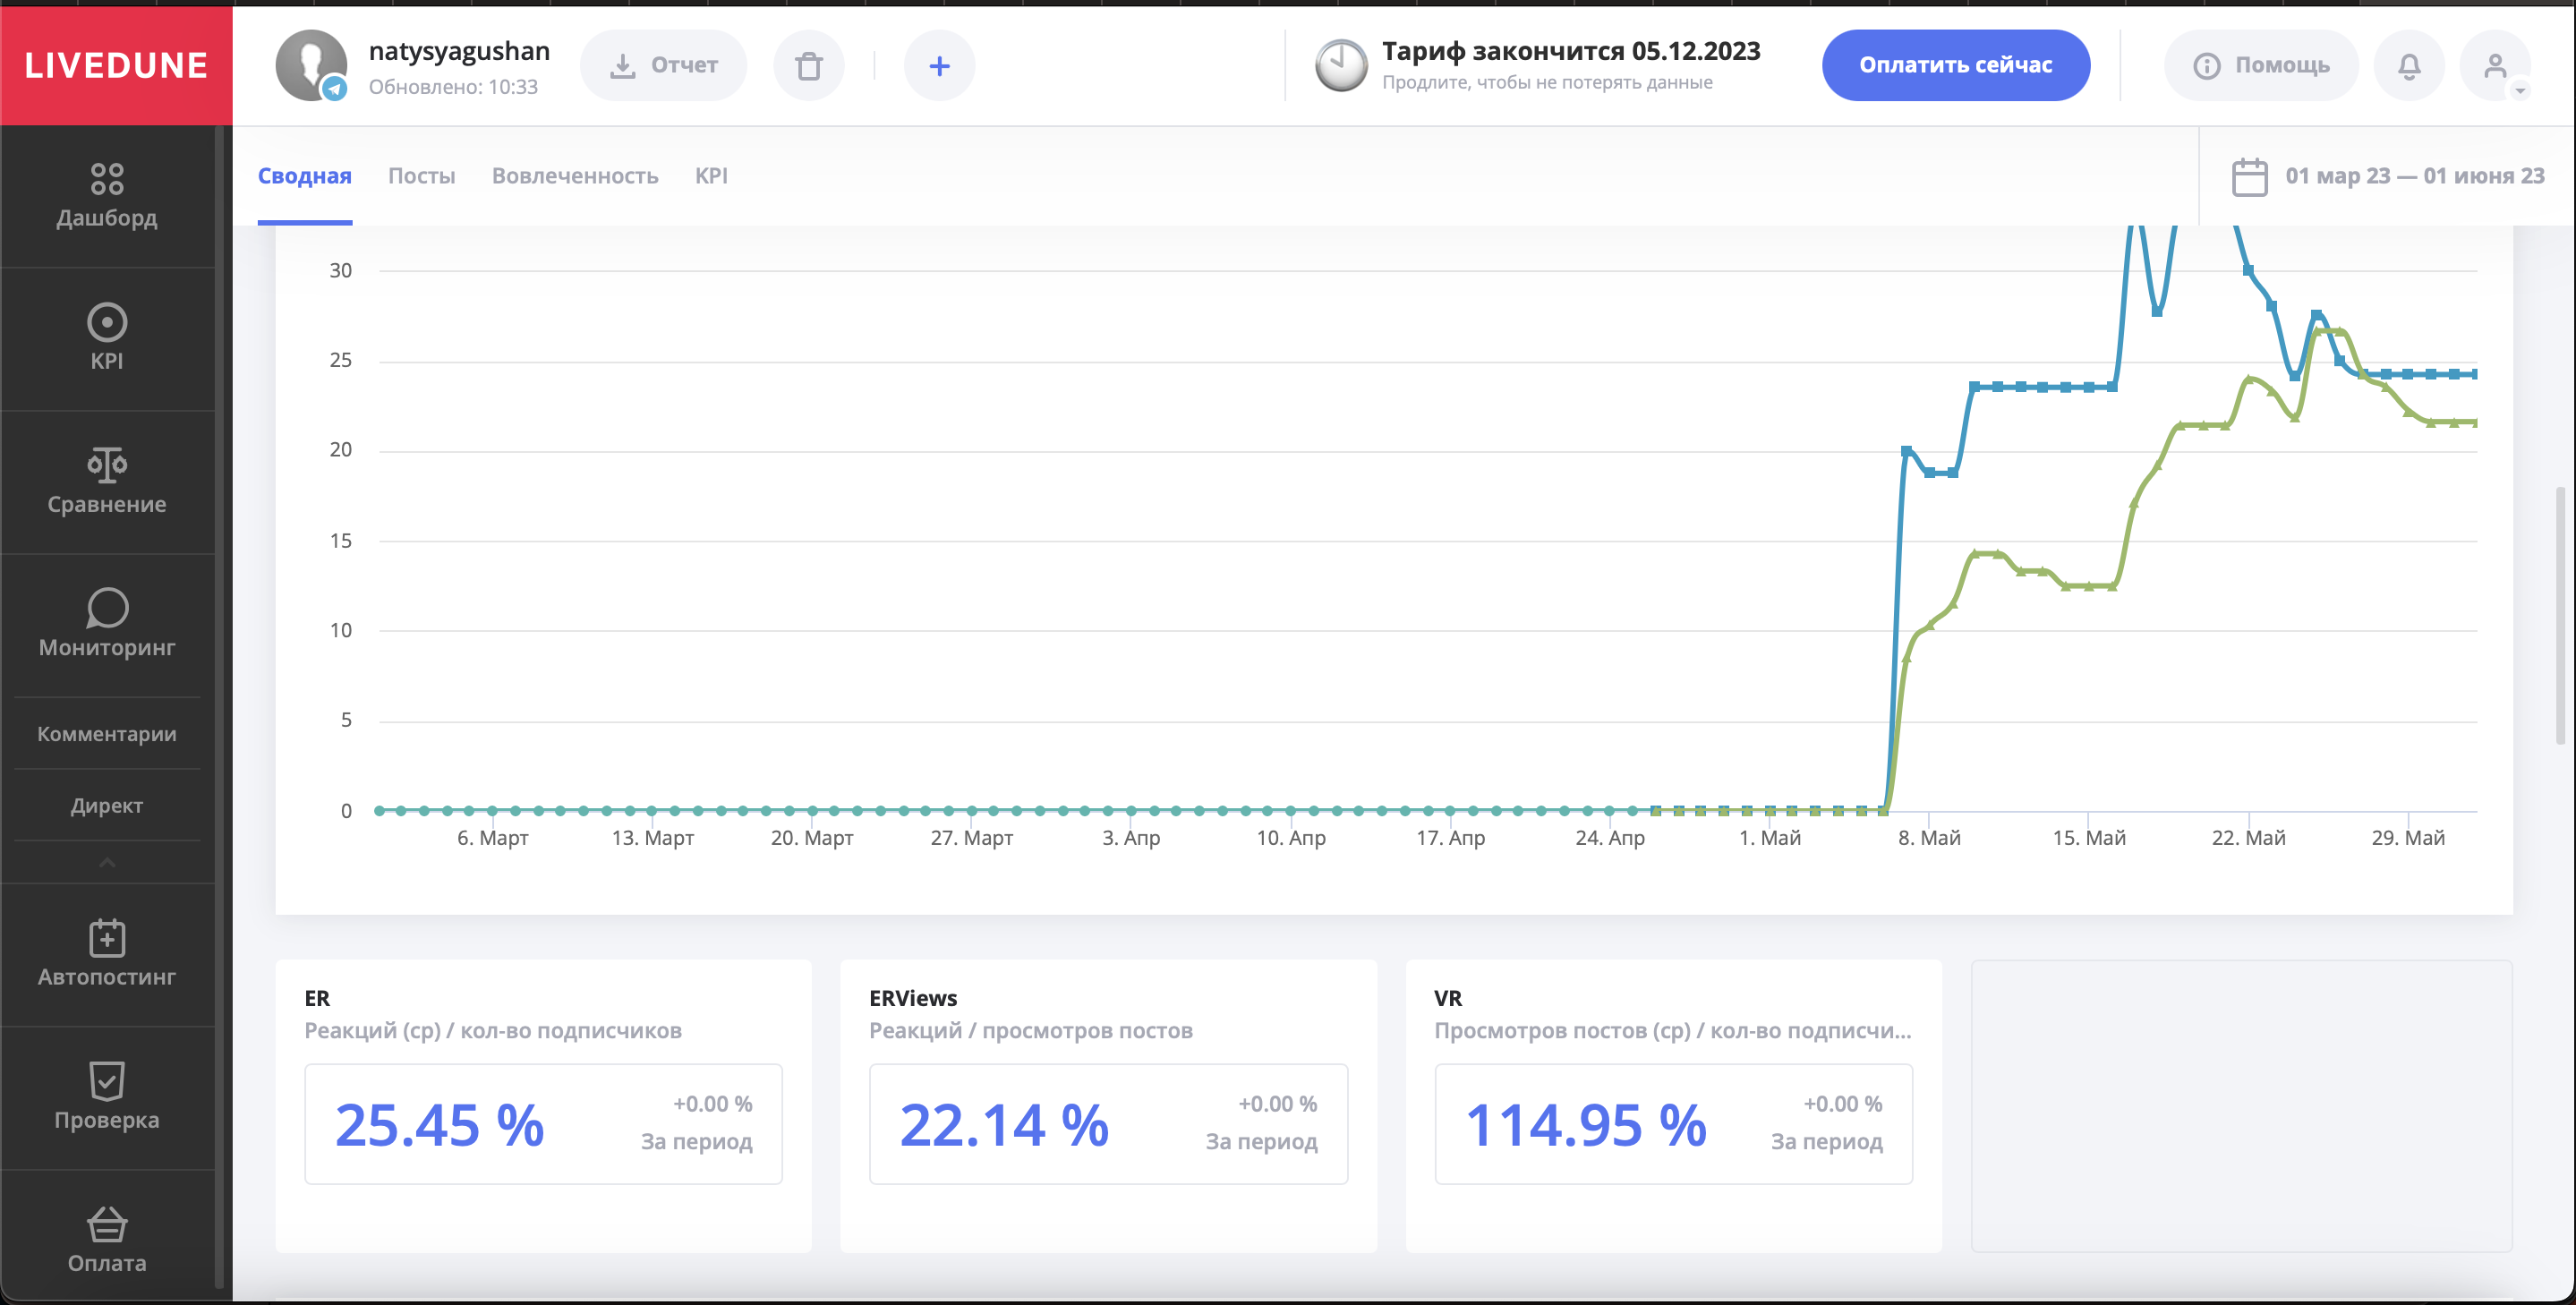 LIVEDUNE
natysyagushan
Обновлено: 10:33
Отчет
Тариф закончится 05.12.2023
Продлите, чтобы не потерять данные
Оплатить сейчас
Помощь
Сводная
Посты
Вовлеченность
KPI
01 мар 23 — 01 июня 23
Дашборд
KPI
Сравнение
Мониторинг
Комментарии
Директ
Автопостинг
Проверка
Оплата
30
25
20
15
10
5
0
6. Март
13. Март
20. Март
27. Март
3. Апр
10. Апр
17. Апр
24. Апр
1. Май
8. Май
15. Май
22. Май
29. Май
ER
Реакций (ср) / кол-во подписчиков
25.45 %
+0.00 %
За период
ERViews
Реакций / просмотров постов
22.14 %
+0.00 %
За период
VR
Просмотров постов (ср) / кол-во подписчи...
114.95 %
+0.00 %
За период